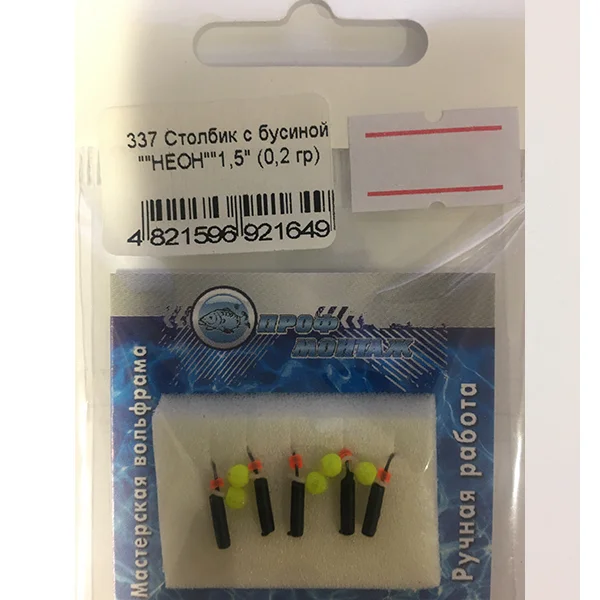 337 Столбик с бусиной
""НЕОН""1,5" (0,2 гр)
4 821596 921649
ПРОФ
МОНТАЖ
Мастерская вольфрама
Ручная работа